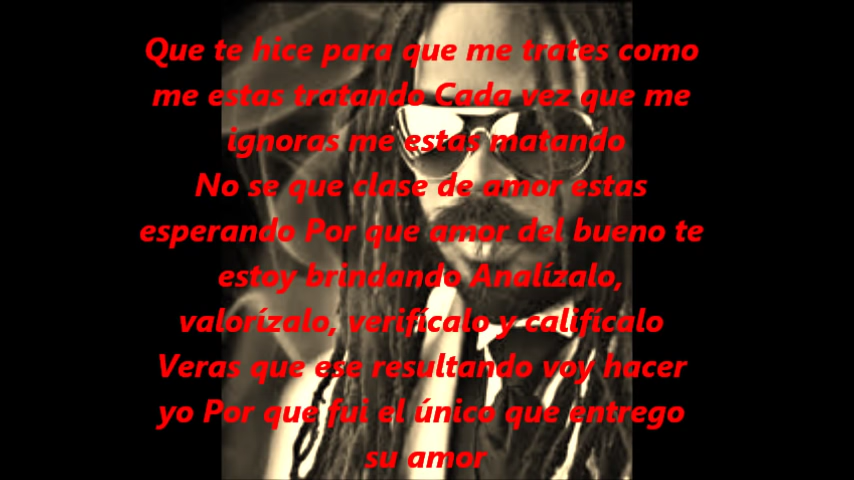 Que te hice para que me trates como
me estas tratando Cada vez que me
ignoras me estas matando
No se que clase de amor estas
esperando Por que amor del bueno te
estoy brindando Analízalo,
valorízalo, verifícalo y califícalo
Veras que ese resultando voy hacer
yo Por que fui el único que entrego
su amor